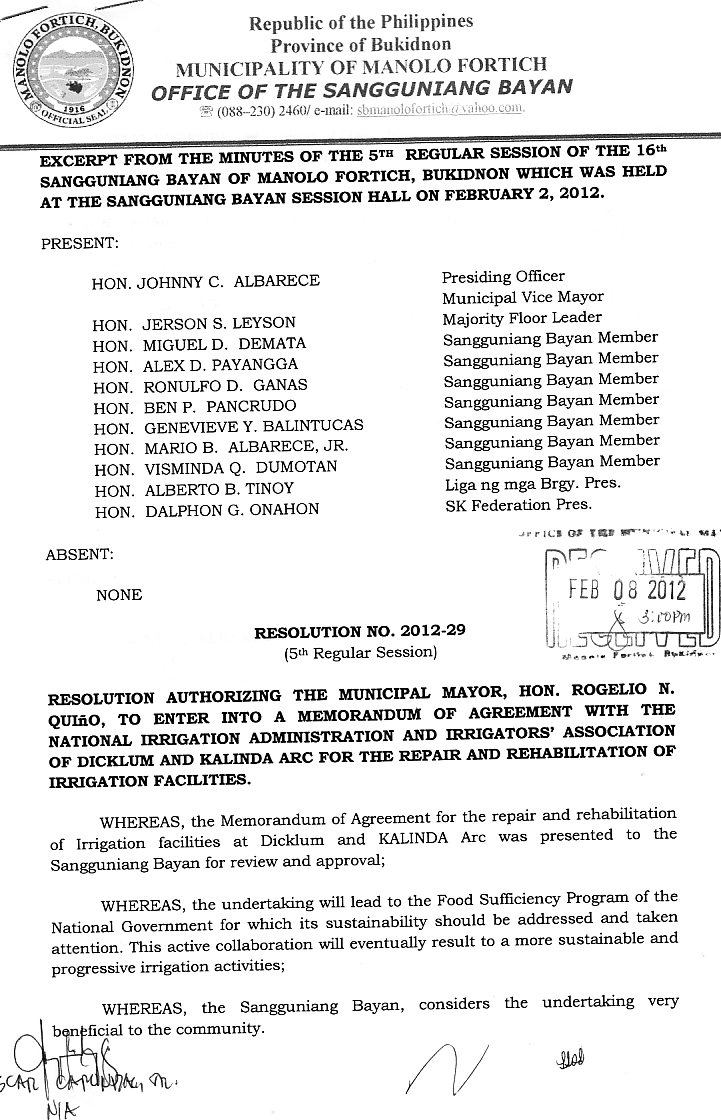 MANOLO FORTICH, BUKIDNON
1916
OFFICIAL SEAL
Republic of the Philippines
Province of Bukidnon
MUNICIPALITY OF MANOLO FORTICH
OFFICE OF THE SANGGUNIANG BAYAN
☏ (088–230) 2460/ e-mail: sbmanolofortich@yahoo.com.
EXCERPT FROM THE MINUTES OF THE 5TH REGULAR SESSION OF THE 16th
SANGGUNIANG BAYAN OF MANOLO FORTICH, BUKIDNON WHICH WAS HELD
AT THE SANGGUNIANG BAYAN SESSION HALL ON FEBRUARY 2, 2012.
PRESENT:
HON. JOHNNY C. ALBARECE Presiding Officer
Municipal Vice Mayor
HON. JERSON S. LEYSON Majority Floor Leader
HON. MIGUEL D. DEMATA Sangguniang Bayan Member
HON. ALEX D. PAYANGGA Sangguniang Bayan Member
HON. RONULFO D. GANAS Sangguniang Bayan Member
HON. BEN P. PANCRUDO Sangguniang Bayan Member
HON. GENEVIEVE Y. BALINTUCAS Sangguniang Bayan Member
HON. MARIO B. ALBARECE, JR. Sangguniang Bayan Member
HON. VISMINDA Q. DUMOTAN Sangguniang Bayan Member
HON. ALBERTO B. TINOY Liga ng mga Brgy. Pres.
HON. DALPHON G. ONAHON SK Federation Pres.
ABSENT:
NONE
OFFICE OF THE MUNICIPAL
RECEIVED
FEB 08 2012
3:00PM
RESOLUTION NO. 2012-29
(5th Regular Session)
RESOLUTION AUTHORIZING THE MUNICIPAL MAYOR, HON. ROGELIO N.
QUIñO, TO ENTER INTO A MEMORANDUM OF AGREEMENT WITH THE
NATIONAL IRRIGATION ADMINISTRATION AND IRRIGATORS' ASSOCIATION
OF DICKLUM AND KALINDA ARC FOR THE REPAIR AND REHABILITATION OF
IRRIGATION FACILITIES.
WHEREAS, the Memorandum of Agreement for the repair and rehabilitation
of Irrigation facilities at Dicklum and KALINDA Arc was presented to the
Sangguniang Bayan for review and approval;
WHEREAS, the undertaking will lead to the Food Sufficiency Program of the
National Government for which its sustainability should be addressed and taken
attention. This active collaboration will eventually result to a more sustainable and
progressive irrigation activities;
WHEREAS, the Sangguniang Bayan, considers the undertaking very
beneficial to the community.
N/A